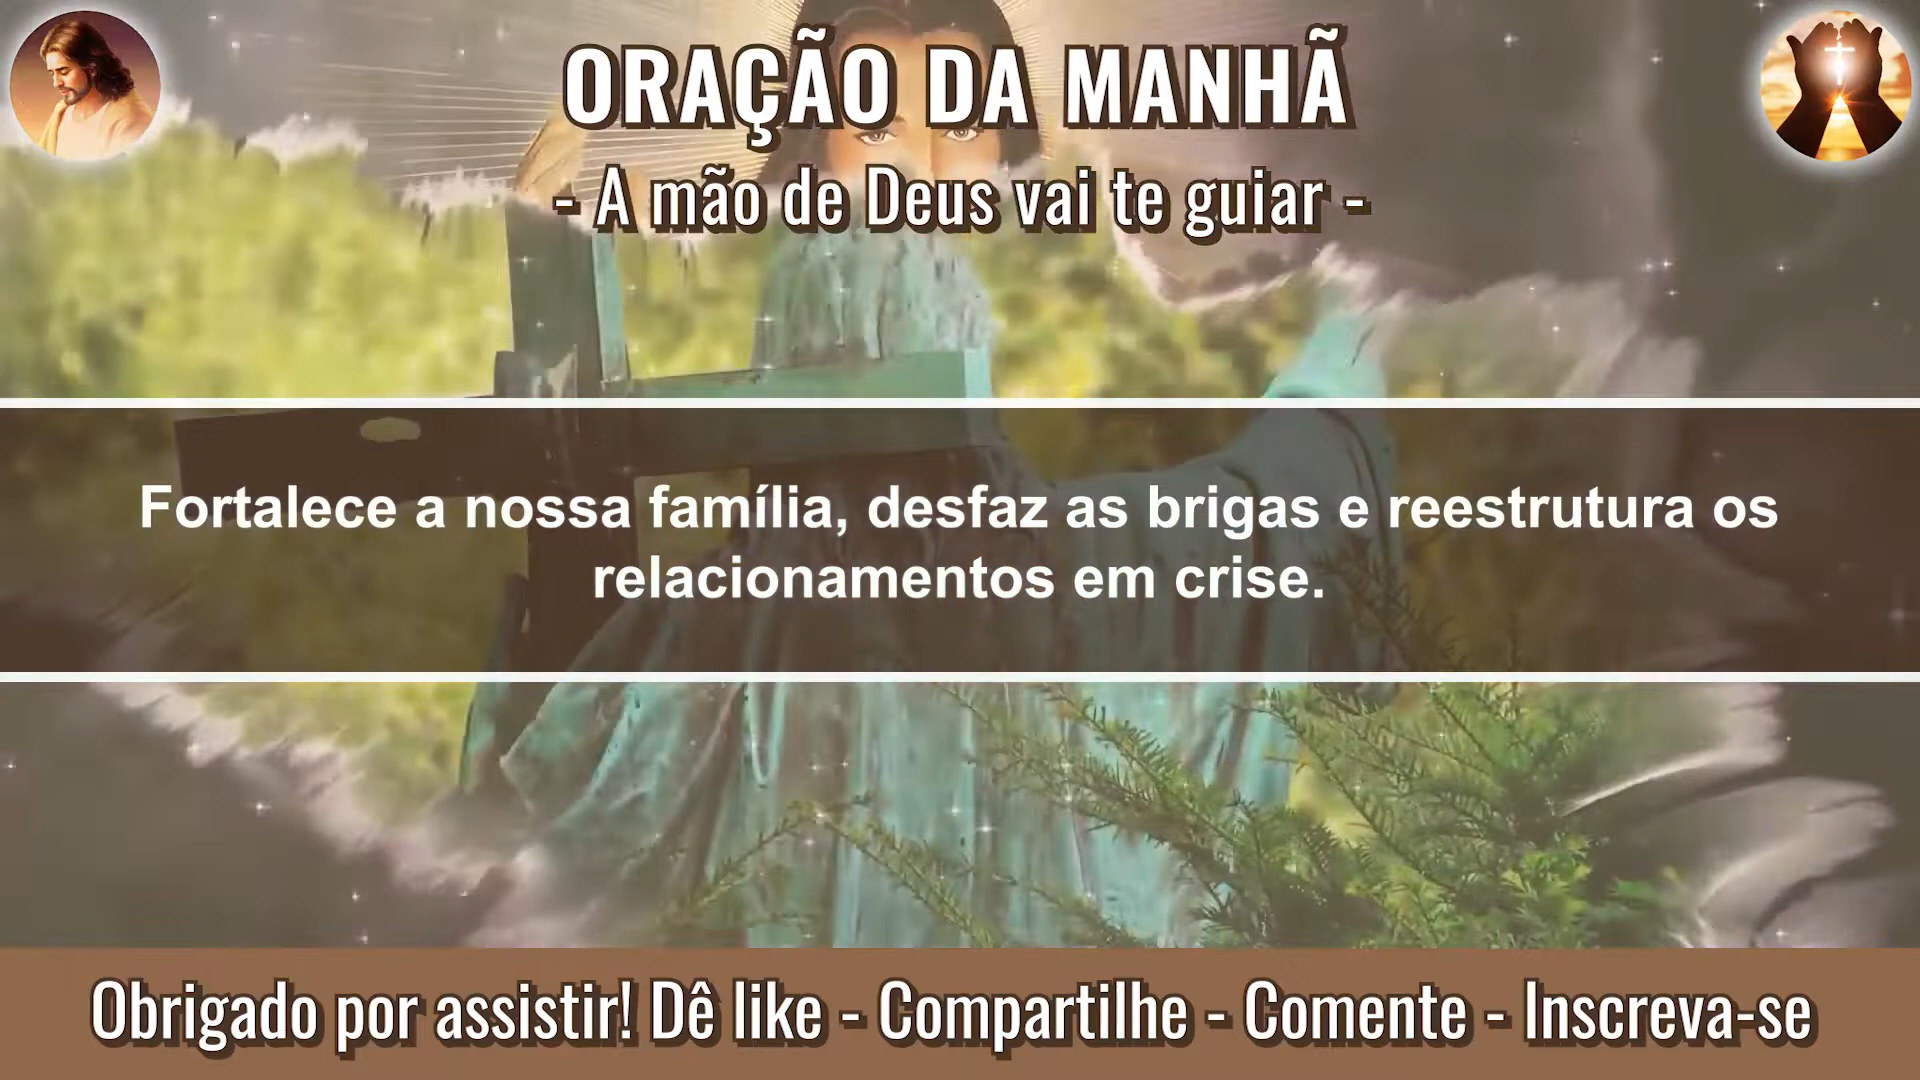 ORAÇÃO DA MANHÃ
- A mão de Deus vai te guiar -
Fortalece a nossa família, desfaz as brigas e reestrutura os
relacionamentos em crise.
Obrigado por assistir! Dê like - Compartilhe - Comente - Inscreva-se